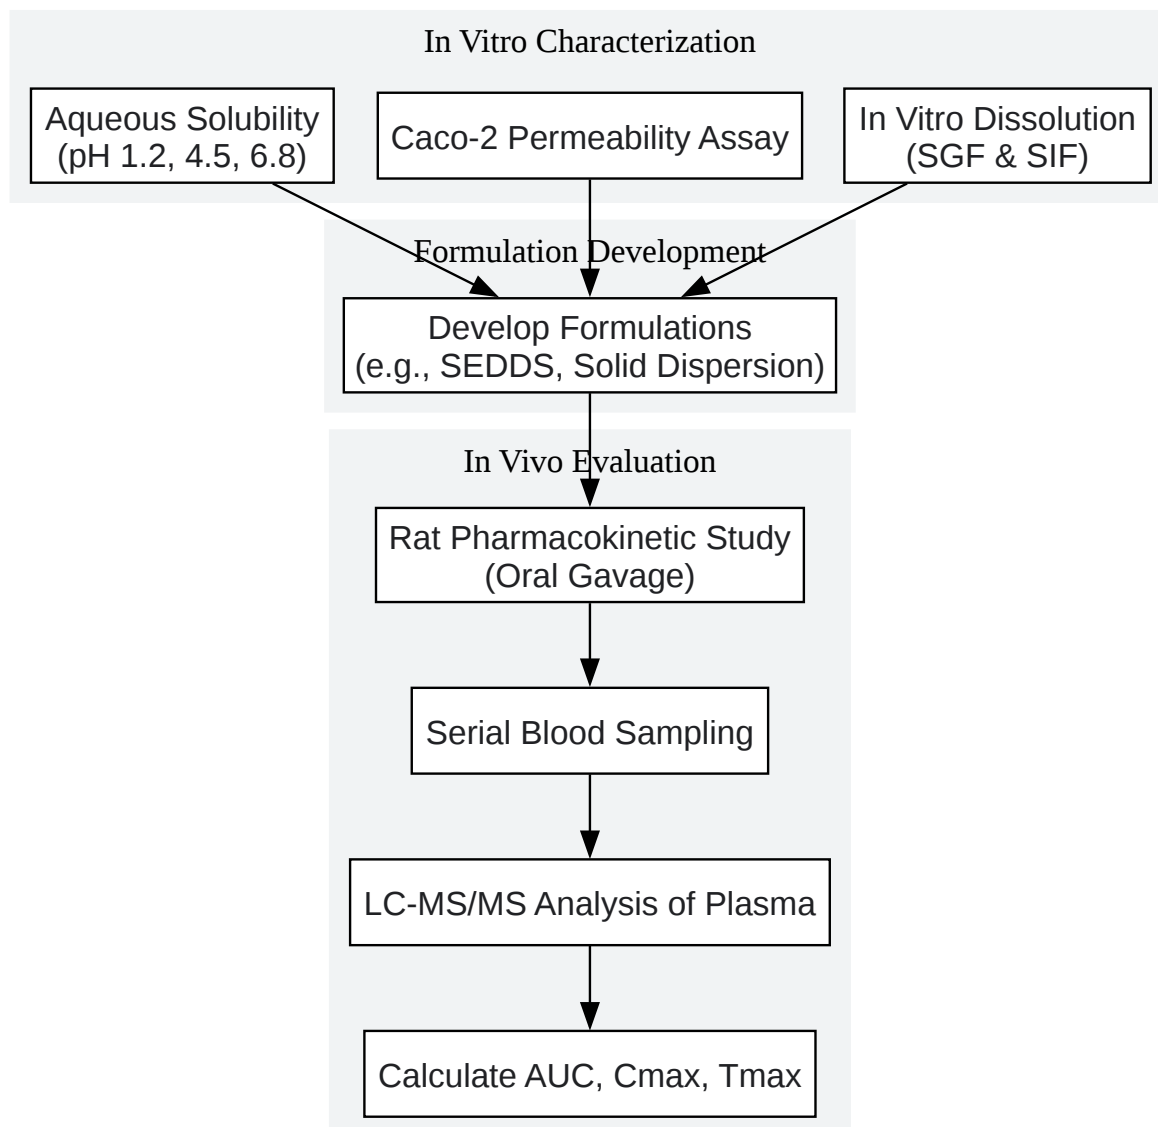 In Vitro Characterization
Aqueous Solubility
(pH 1.2, 4.5, 6.8)
Caco-2 Permeability Assay
In Vitro Dissolution
(SGF & SIF)
Formulation Development
Develop Formulations
(e.g., SEDDS, Solid Dispersion)
In Vivo Evaluation
Rat Pharmacokinetic Study
(Oral Gavage)
Serial Blood Sampling
LC-MS/MS Analysis of Plasma
Calculate AUC, Cmax, Tmax